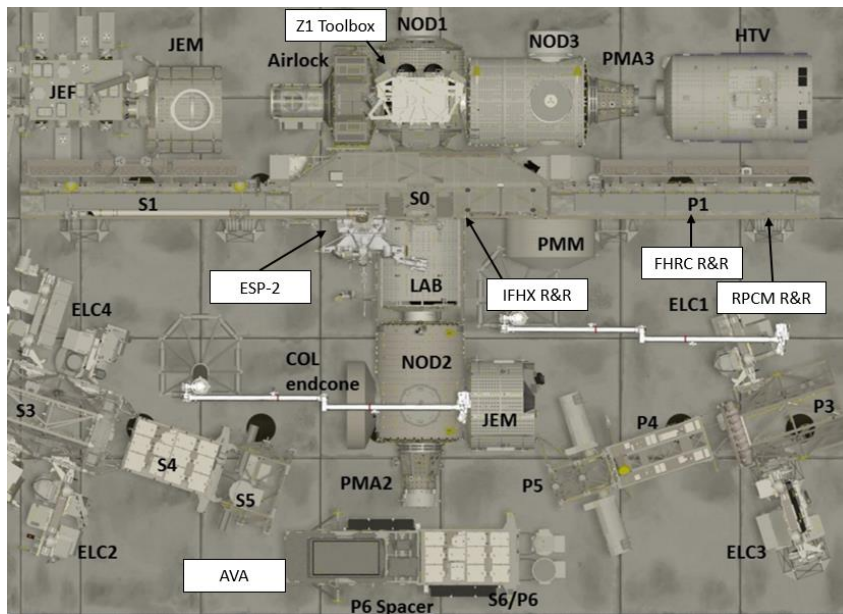 Z1 Toolbox
NOD1
JEM
Airlock
NOD3
PMA3
HTV
JEF
S1
S0
P1
ESP-2
LAB
PMM
IFHX R&R
FHRC R&R
RPCM R&R
ELC4
ELC1
COL
endcone
NOD2
JEM
S3
P4
P3
S4
S5
PMA2
P5
ELC2
ELC3
AVA
P6 Spacer
S6/P6